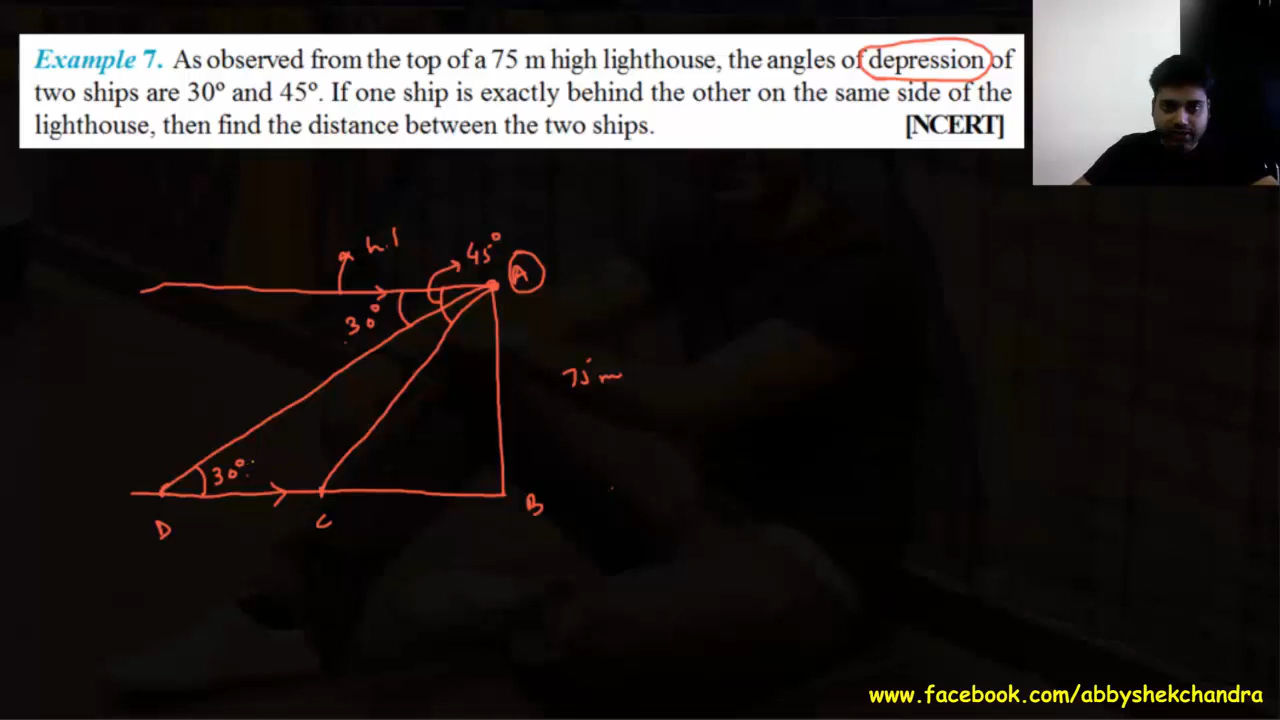 Example 7. As observed from the top of a 75 m high lighthouse, the angles of depression of
two ships are 30º and 45º. If one ship is exactly behind the other on the same side of the
lighthouse, then find the distance between the two ships. [NCERT]
h.l
45°
A
30°
75 m
30°
D
C
B
www.facebook.com/abbyshekchandra